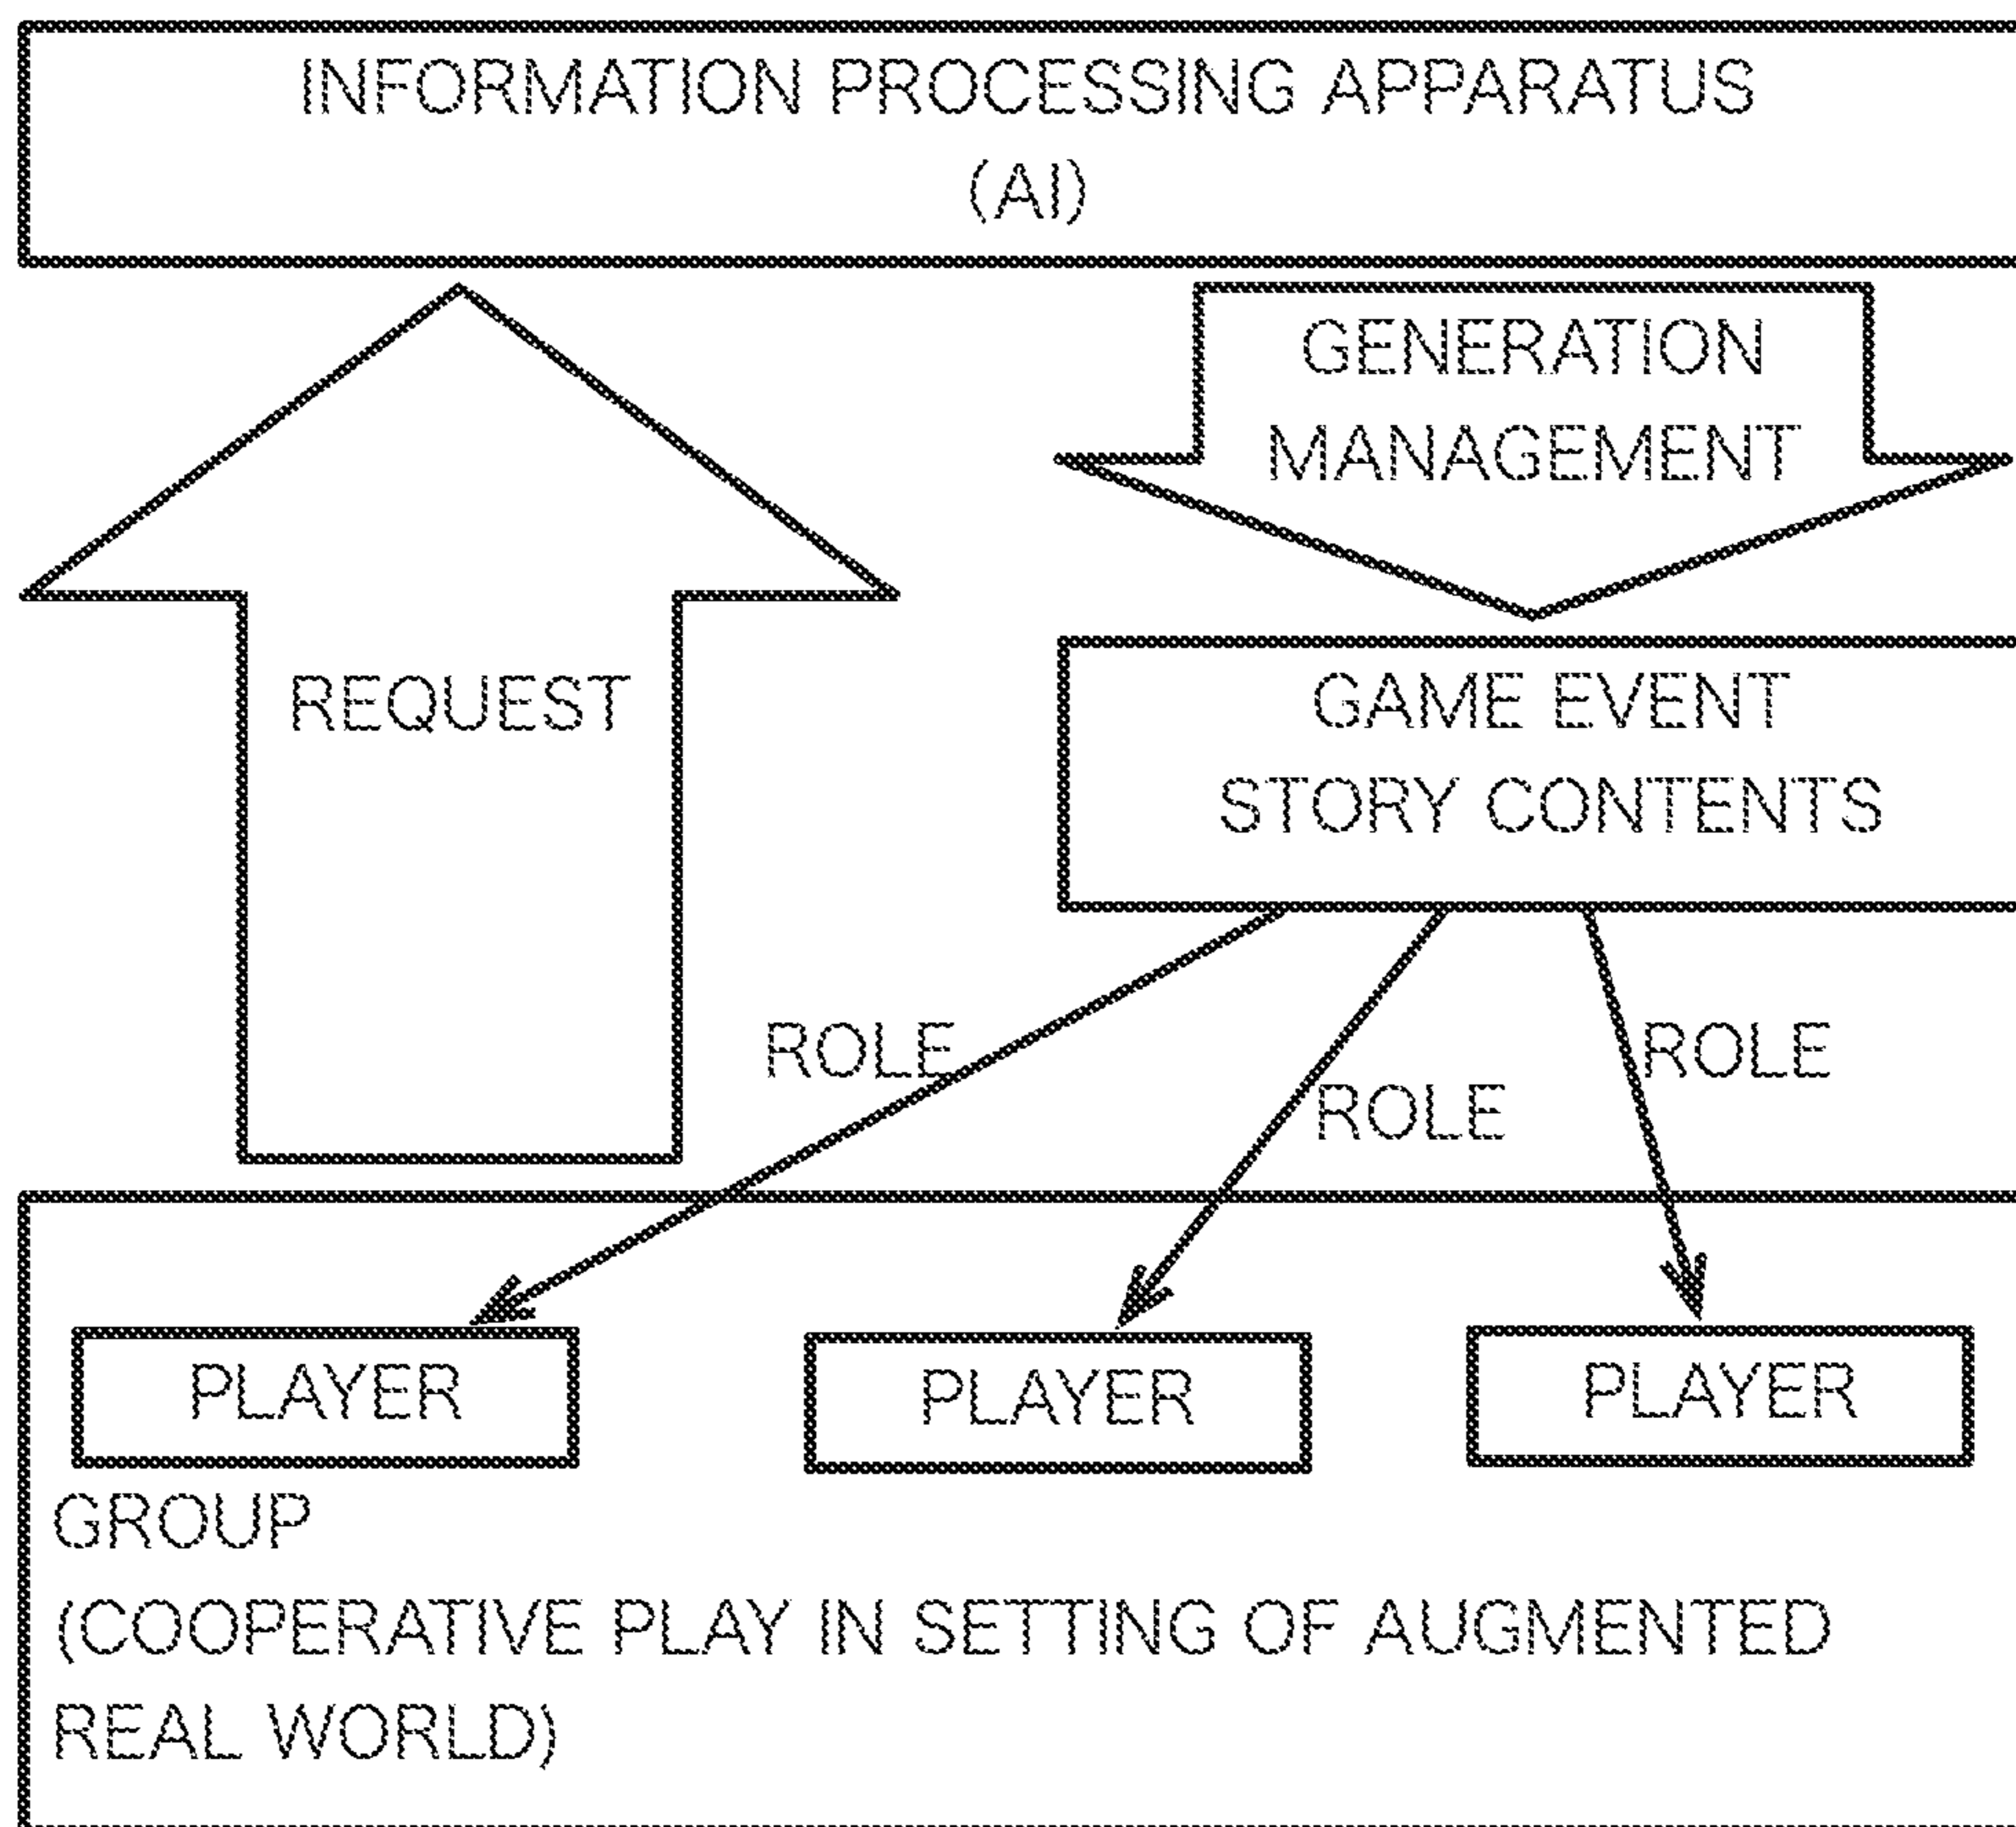 INFORMATION PROCESSING APPARATUS
(AI)
GENERATION
MANAGEMENT
REQUEST
GAME EVENT
STORY CONTENTS
ROLE
ROLE
ROLE
PLAYER
PLAYER
PLAYER
GROUP
(COOPERATIVE PLAY IN SETTING OF AUGMENTED
REAL WORLD)